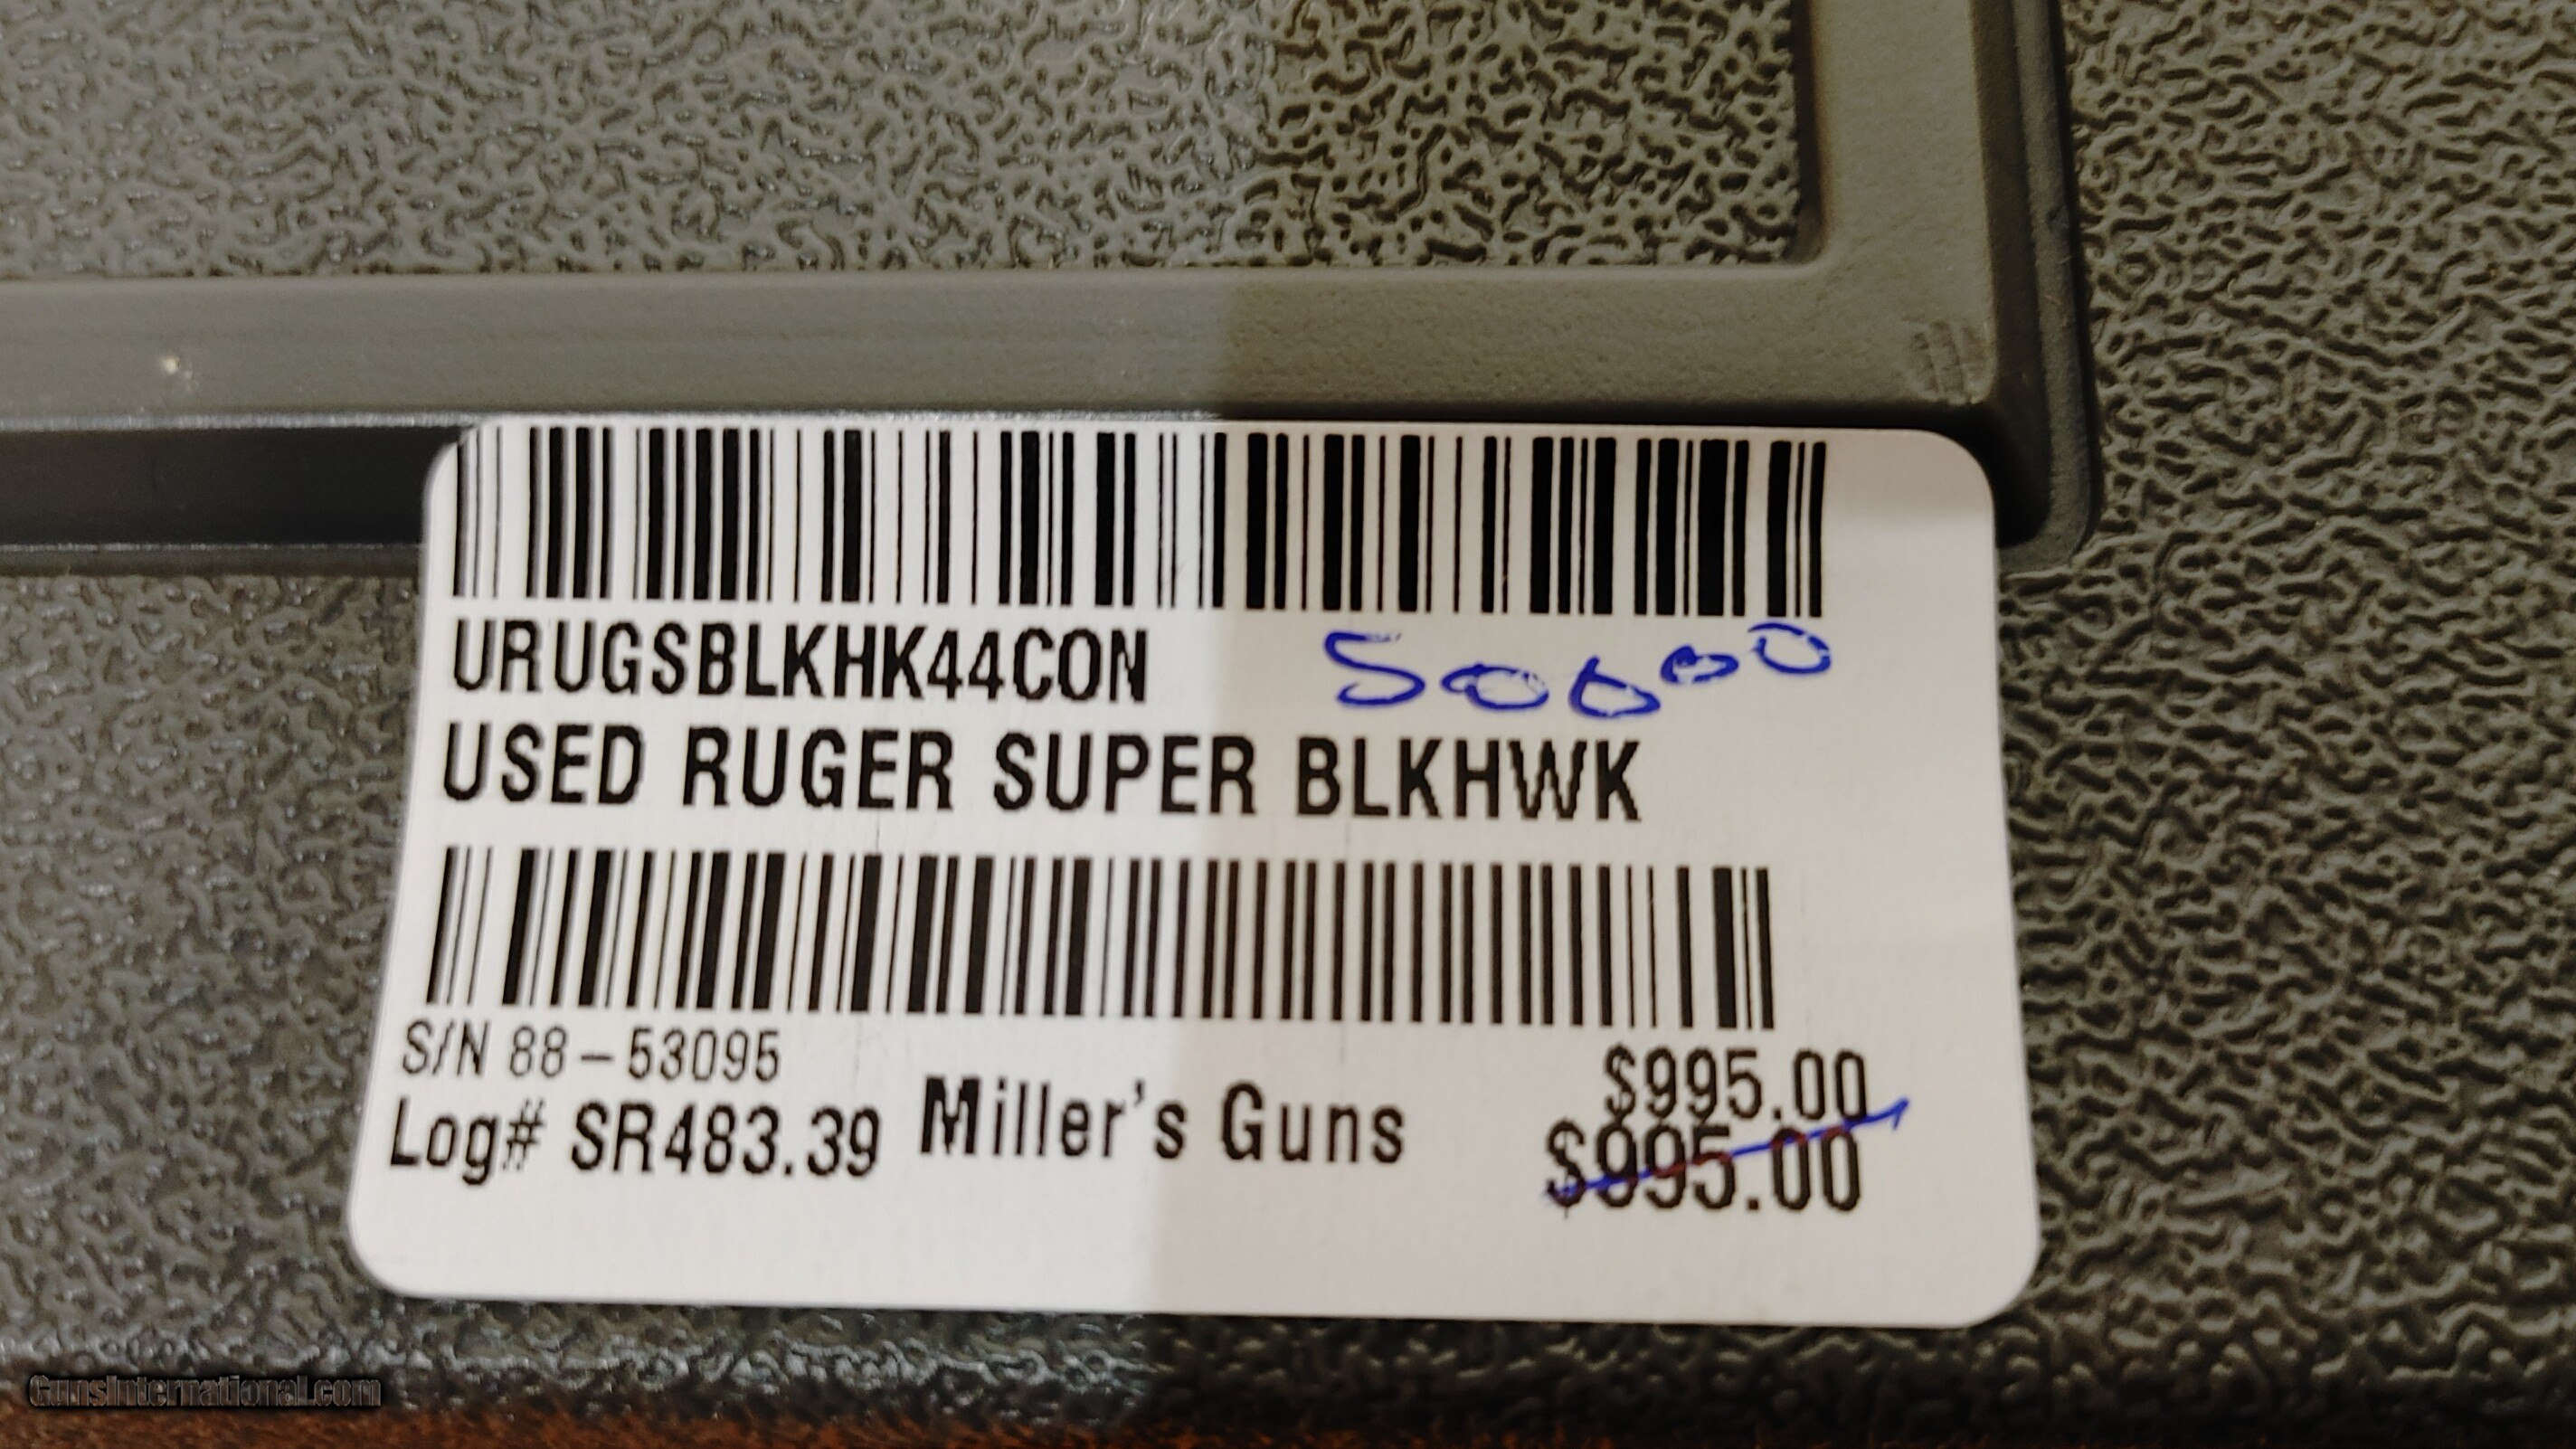 URUGSBLKHK44CON 500.00
USED RUGER SUPER BLKHWK
S/N 88-53095
Log# SR483.39 Miller's Guns $995.00
$995.00
GunsInternational.com